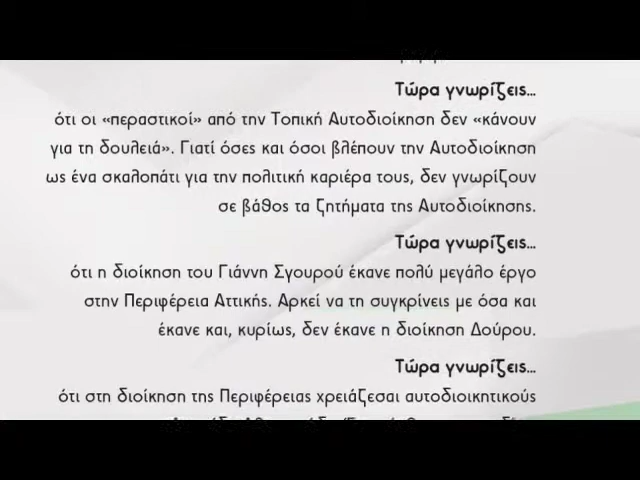 Τώρα γνωρίζεις...
ότι οι «περαστικοί» από την Τοπική Αυτοδιοίκηση δεν «κάνουν
για τη δουλειά». Γιατί όσες και όσοι βλέπουν την Αυτοδιοίκηση
ως ένα σκαλοπάτι για την πολιτική καριέρα τους, δεν γνωρίζουν
σε βάθος τα ζητήματα της Αυτοδιοίκησης.
Τώρα γνωρίζεις...
ότι η διοίκηση του Γιάννη Σγουρού έκανε πολύ μεγάλο έργο
στην Περιφέρεια Αττικής. Αρκεί να τη συγκρίνεις με όσα και
έκανε και, κυρίως, δεν έκανε η διοίκηση Δούρου.
Τώρα γνωρίζεις...
ότι στη διοίκηση της Περιφέρειας χρειάζεσαι αυτοδιοικητικούς